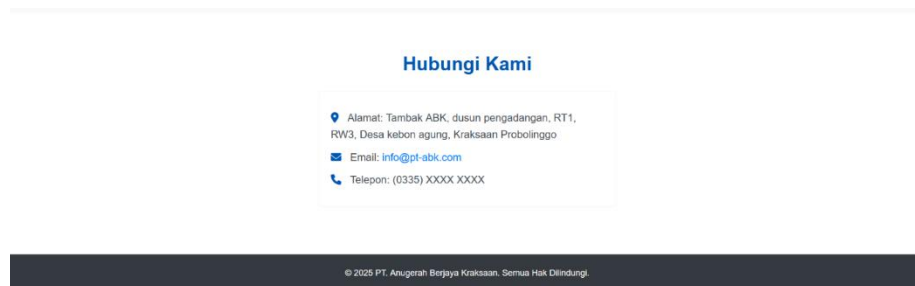 Hubungi Kami
Alamat: Tambak ABK, dusun pengadangan, RT1,
RW3, Desa kebon agung, Kraksaan Probolinggo
Email: info@pt-abk.com
Telepon: (0335) XXXX XXXX
© 2025 PT. Anugerah Berjaya Kraksaan. Semua Hak Dilindungi.